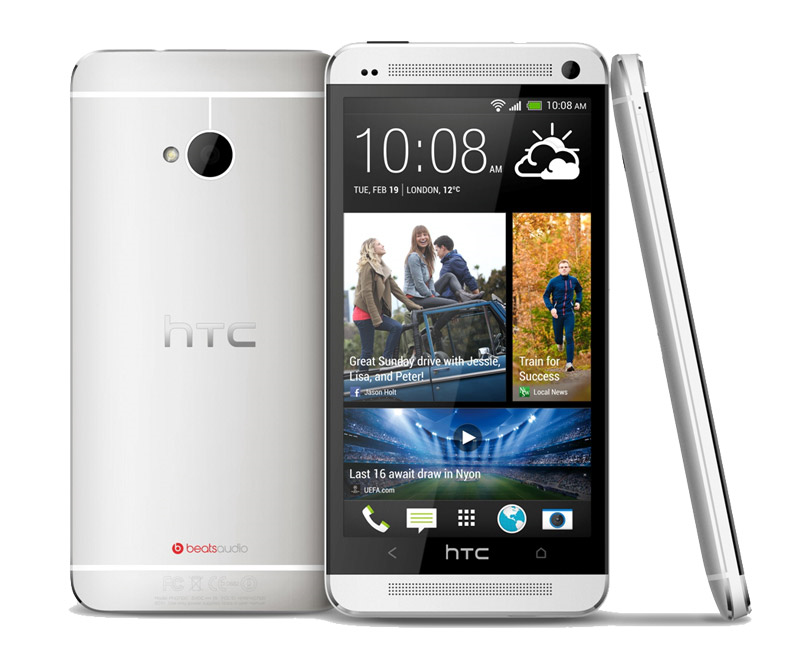 hTC
beatsaudio
10:08 AM
10:08 AM
TUE, FEB 19 | LONDON, 12°C
Great Sunday drive with Jessie,
Lisa, and Peter!
Jason Holt
Train for
Success
Local News
Last 16 await draw in Nyon
UEFA.com
hTC